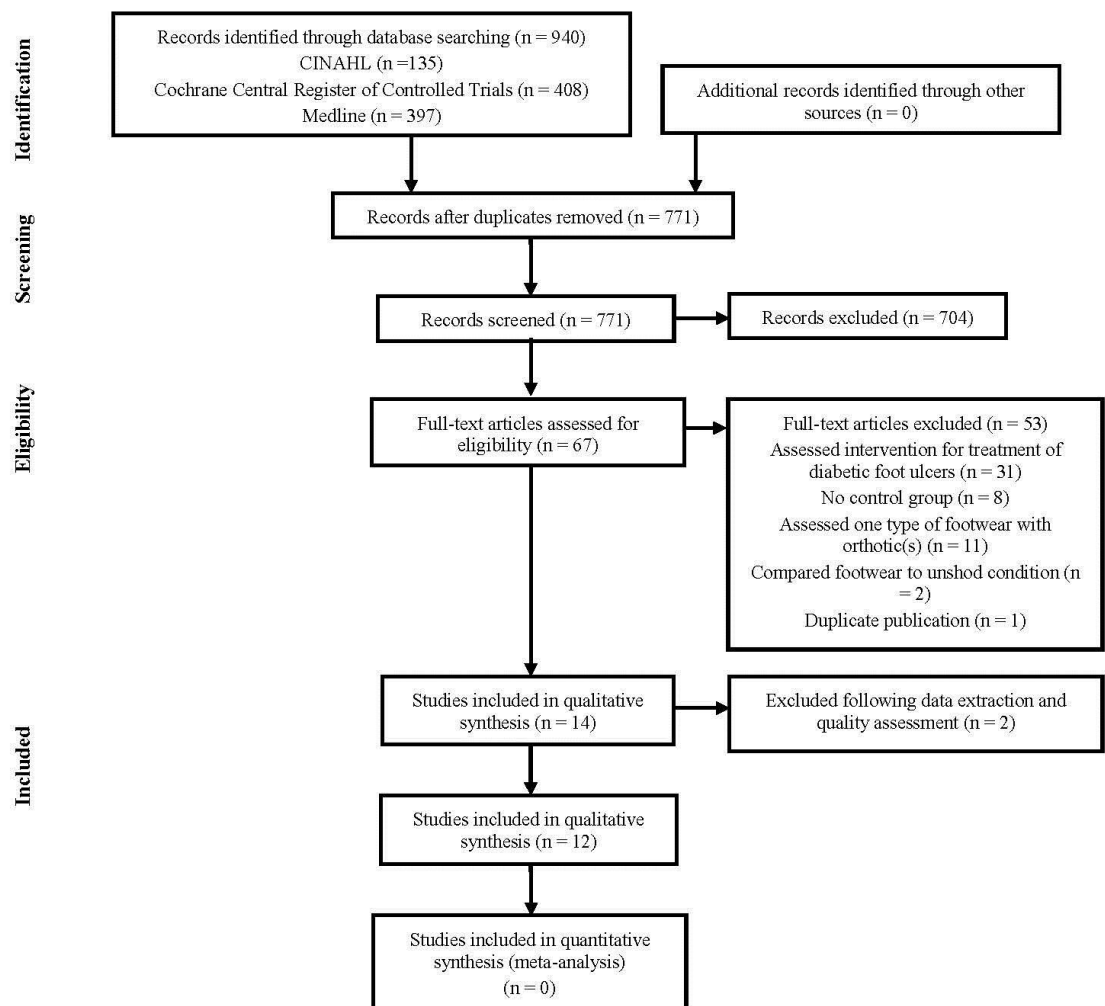 Identification
Records identified through database searching (n = 940)
CINAHL (n =135)
Cochrane Central Register of Controlled Trials (n = 408)
Medline (n = 397)
Additional records identified through other
sources (n = 0)
Screening
Records after duplicates removed (n = 771)
Records screened (n = 771)
Records excluded (n = 704)
Eligibility
Full-text articles assessed for
eligibility (n = 67)
Full-text articles excluded (n = 53)
Assessed intervention for treatment of
diabetic foot ulcers (n = 31)
No control group (n = 8)
Assessed one type of footwear with
orthotic(s) (n = 11)
Compared footwear to unshod condition (n
= 2)
Duplicate publication (n = 1)
Included
Studies included in qualitative
synthesis (n = 14)
Excluded following data extraction and
quality assessment (n = 2)
Studies included in qualitative
synthesis (n = 12)
Studies included in quantitative
synthesis (meta-analysis)
(n = 0)